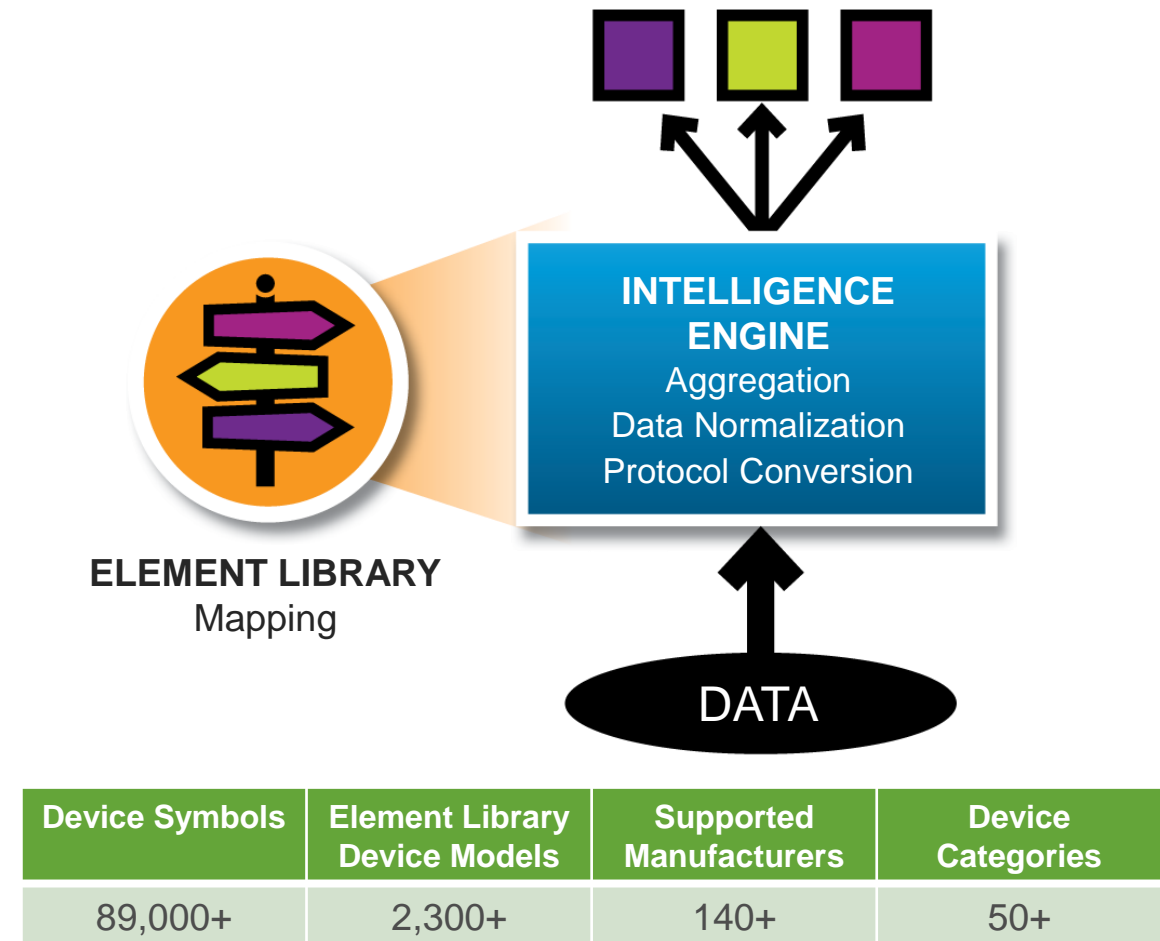 INTELLIGENCE
ENGINE
Aggregation
Data Normalization
Protocol Conversion
ELEMENT LIBRARY
Mapping
DATA
Device Symbols
Element Library
Device Models
Supported
Manufacturers
Device
Categories
89,000+
2,300+
140+
50+